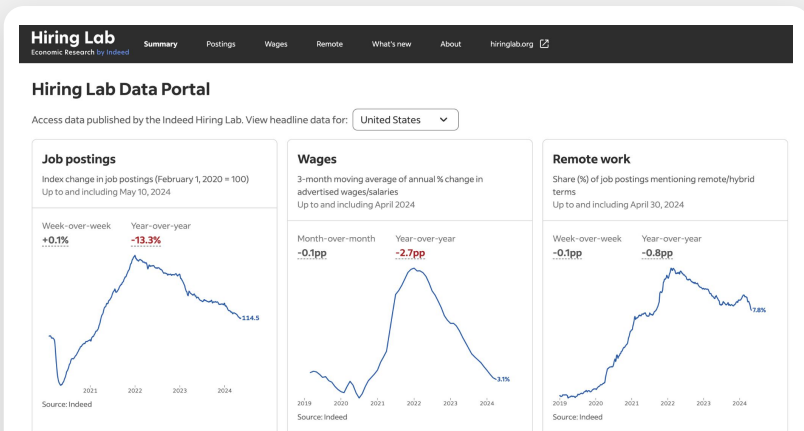 Hiring Lab
Economic Research by Indeed
Summary
Postings
Wages
Remote
What's new
About
hiringlab.org
Hiring Lab Data Portal
Access data published by the Indeed Hiring Lab. View headline data for:
United States
Job postings
Index change in job postings (February 1, 2020 = 100)
Up to and including May 10, 2024
Week-over-week
Year-over-year
+0.1%
-13.3%
114.5
2021
2022
2023
2024
Source: Indeed
Wages
3-month moving average of annual % change in
advertised wages/salaries
Up to and including April 2024
Month-over-month
Year-over-year
-0.1pp
-2.7pp
3.1%
2019
2020
2021
2022
2023
2024
Source: Indeed
Remote work
Share (%) of job postings mentioning remote/hybrid
terms
Up to and including April 30, 2024
Week-over-week
Year-over-year
-0.1pp
-0.8pp
7.8%
2019
2020
2021
2022
2023
2024
Source: Indeed